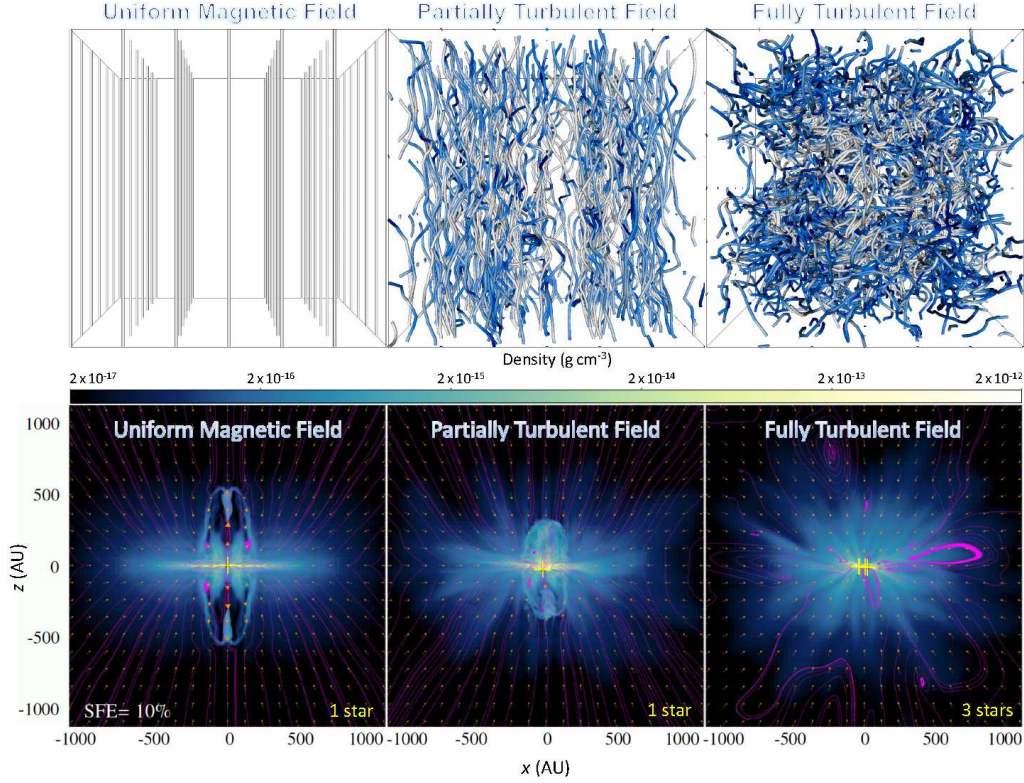 Uniform Magnetic Field Partially Turbulent Field Fully Turbulent Field
Density (g cm⁻³)
2 x 10⁻¹⁷ 2 x 10⁻¹⁶ 2 x 10⁻¹⁵ 2 x 10⁻¹⁴ 2 x 10⁻¹³ 2 x 10⁻¹²
Uniform Magnetic Field Partially Turbulent Field Fully Turbulent Field
1000
500
0
-500
-1000
z (AU)
SFE= 10% 1 star 1 star 3 stars
-1000 -500 0 500 1000 -500 0 500 1000 -500 0 500 1000
x (AU)